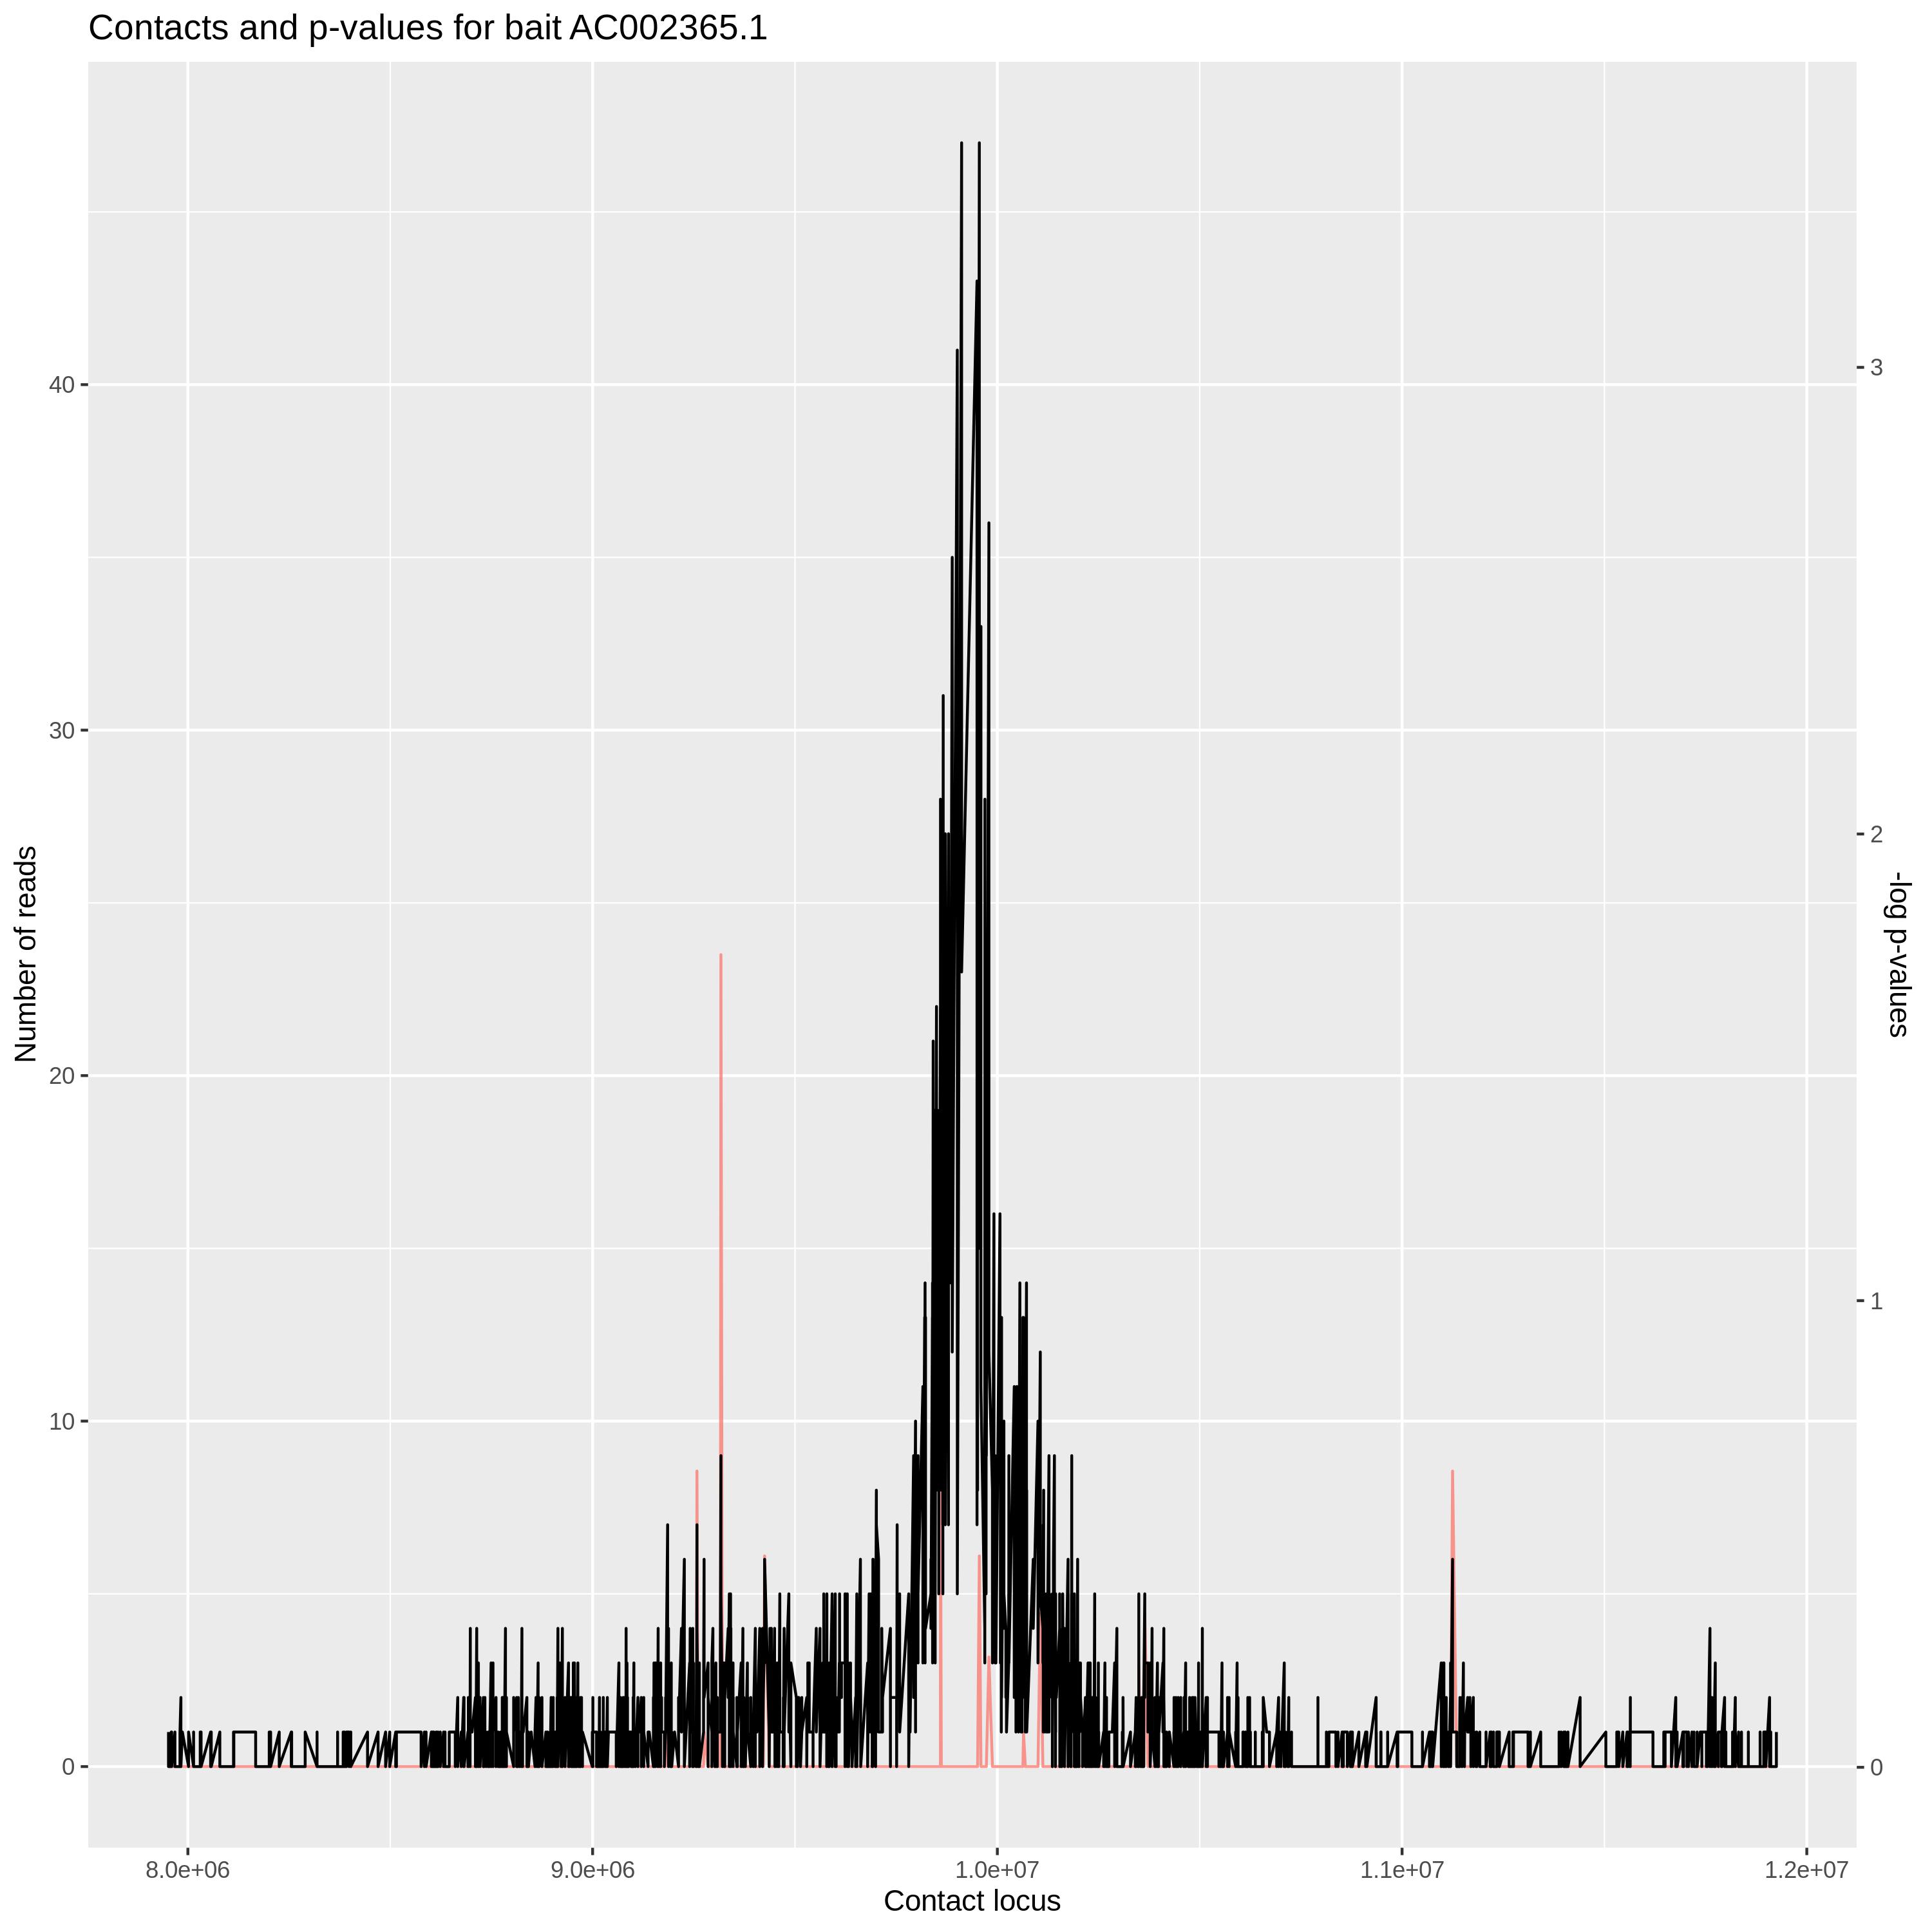 Contacts and p-values for bait AC002365.1
Number of reads
40
30
20
10
0
3
2
1
0
-log p-values
8.0e+06 9.0e+06 1.0e+07 1.1e+07 1.2e+07
Contact locus